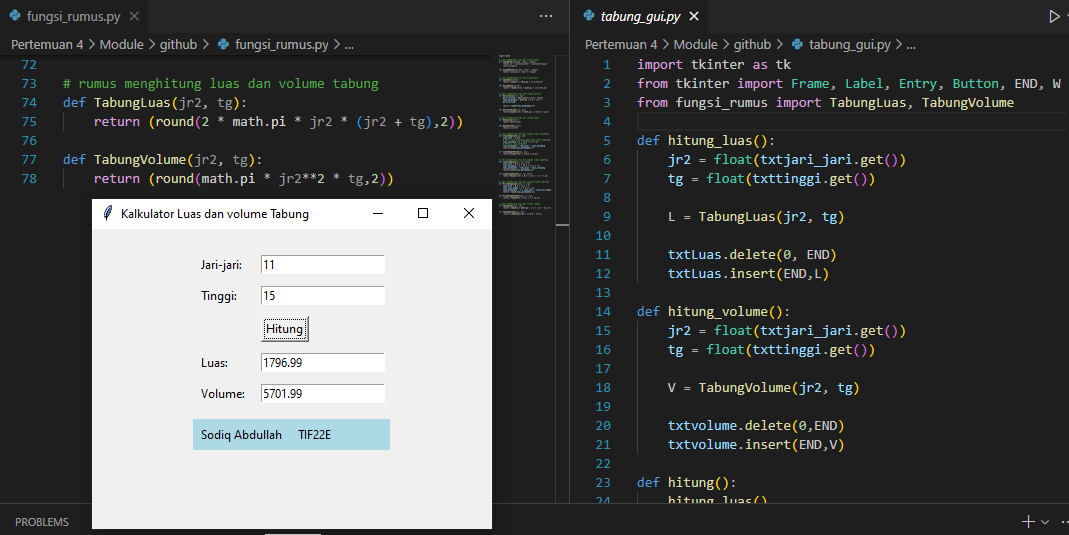 fungsi_rumus.py
Pertemuan 4 > Module > github > fungsi_rumus.py > ...
72
73 # rumus menghitung luas dan volume tabung
74 def TabungLuas(jr2, tg):
75     return (round(2 * math.pi * jr2 * (jr2 + tg),2))
76
77 def TabungVolume(jr2, tg):
78     return (round(math.pi * jr2**2 * tg,2))
Kalkulator Luas dan volume Tabung
Jari-jari: 11
Tinggi: 15
Hitung
Luas: 1796.99
Volume: 5701.99
Sodiq Abdullah TIF22E
PROBLEMS
tabung_gui.py
Pertemuan 4 > Module > github > tabung_gui.py > ...
1 import tkinter as tk
2 from tkinter import Frame, Label, Entry, Button, END, W
3 from fungsi_rumus import TabungLuas, TabungVolume
4
5 def hitung_luas():
6     jr2 = float(txtjari_jari.get())
7     tg = float(txttinggi.get())
8
9     L = TabungLuas(jr2, tg)
10
11     txtLuas.delete(0, END)
12     txtLuas.insert(END,L)
13
14 def hitung_volume():
15     jr2 = float(txtjari_jari.get())
16     tg = float(txttinggi.get())
17
18     V = TabungVolume(jr2, tg)
19
20     txtvolume.delete(0,END)
21     txtvolume.insert(END,V)
22
23 def hitung():
24     hitung_luas()